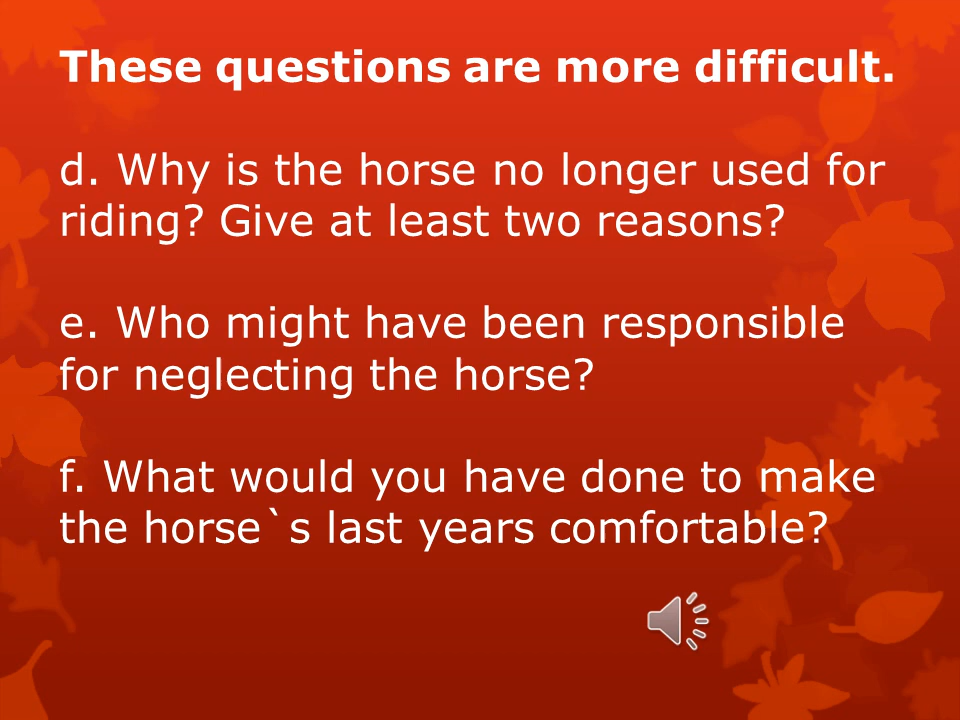 These questions are more difficult.
d. Why is the horse no longer used for
riding? Give at least two reasons?
e. Who might have been responsible
for neglecting the horse?
f. What would you have done to make
the horse`s last years comfortable?